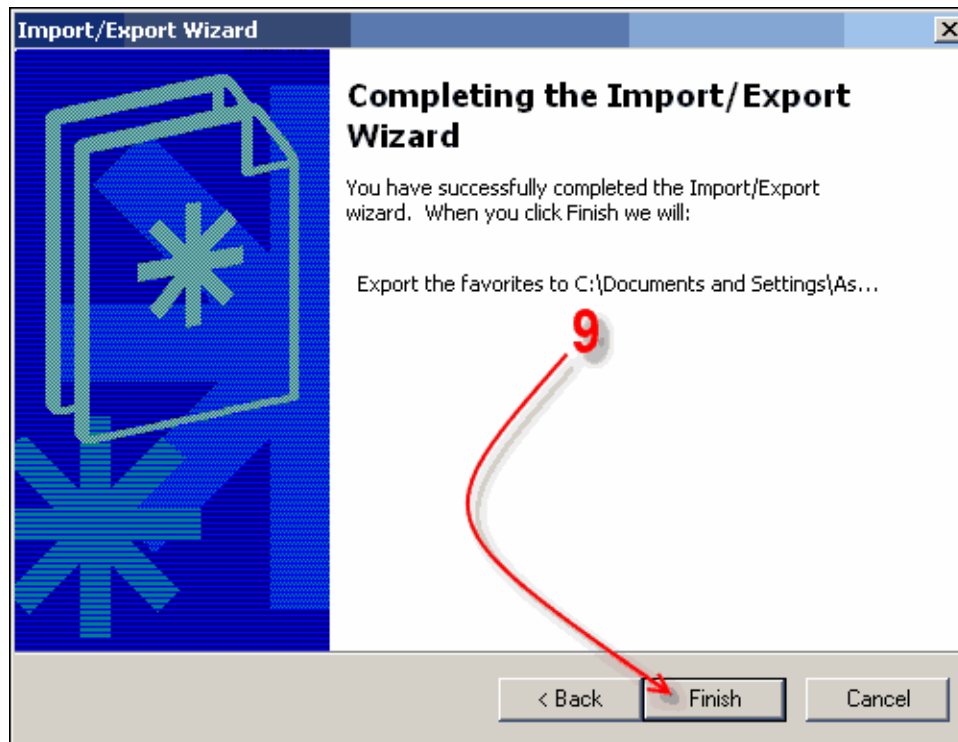 Import/Export Wizard
Completing the Import/Export
Wizard
You have successfully completed the Import/Export
wizard. When you click Finish we will:
Export the favorites to C:\Documents and Settings\As...
9
< Back
Finish
Cancel